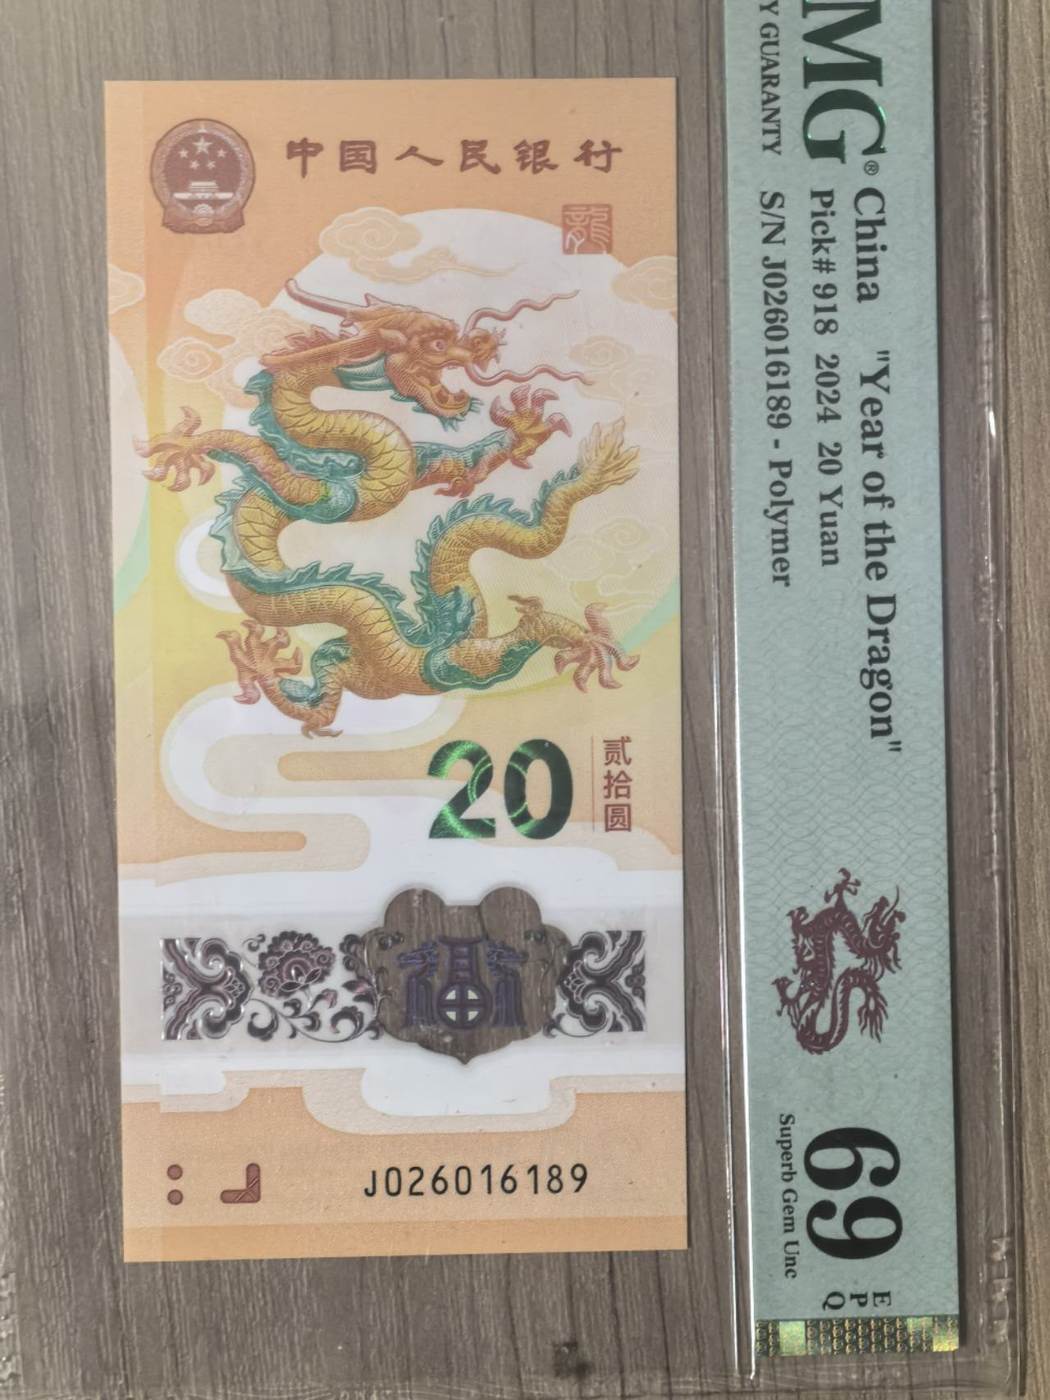 中国人民银行
龍
20
贰拾圆
J026016189
MG®
Y GUARANTY
China "Year of the Dragon"
Pick# 918 2024 20 Yuan
S/N J026016189 - Polymer
69
EPQ
Superb Gem Unc